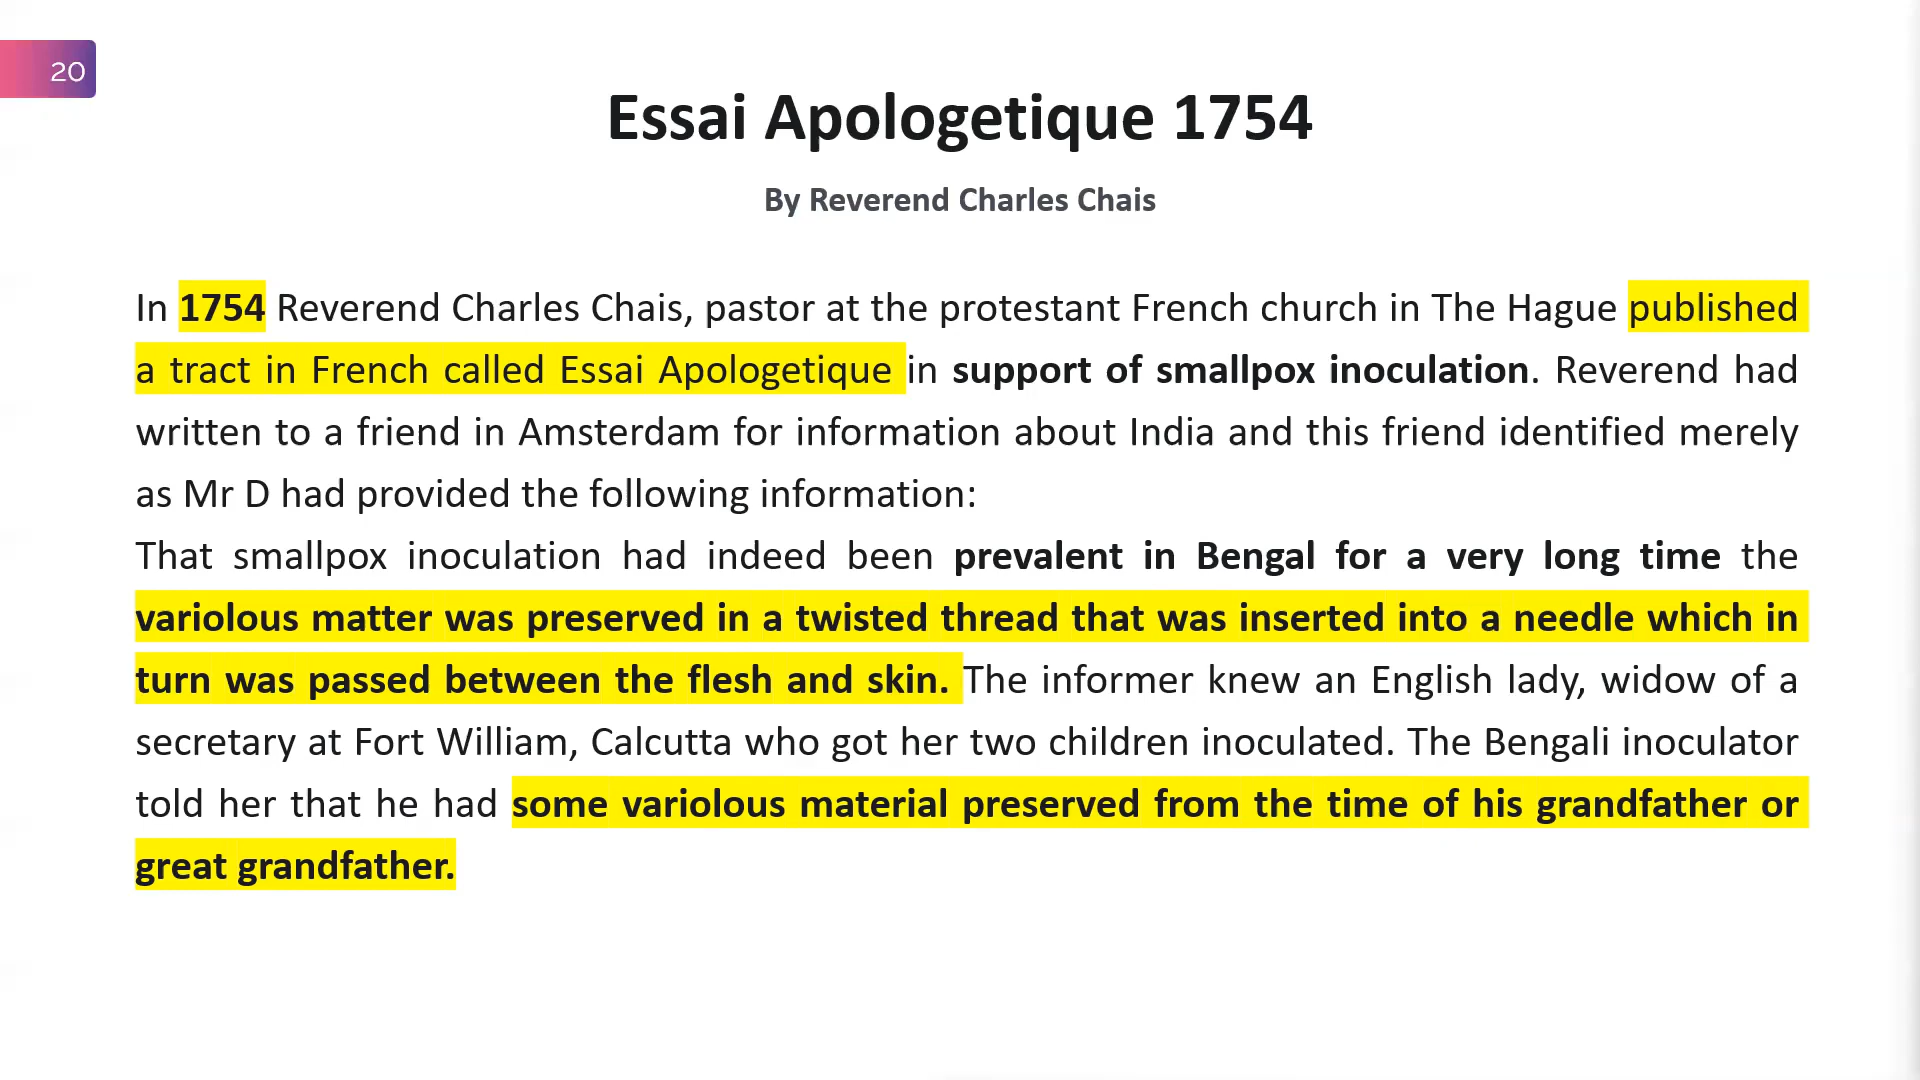 20
Essai Apologetique 1754
By Reverend Charles Chais
In 1754 Reverend Charles Chais, pastor at the protestant French church in The Hague published
a tract in French called Essai Apologetique in support of smallpox inoculation. Reverend had
written to a friend in Amsterdam for information about India and this friend identified merely
as Mr D had provided the following information:
That smallpox inoculation had indeed been prevalent in Bengal for a very long time the
variolous matter was preserved in a twisted thread that was inserted into a needle which in
turn was passed between the flesh and skin. The informer knew an English lady, widow of a
secretary at Fort William, Calcutta who got her two children inoculated. The Bengali inoculator
told her that he had some variolous material preserved from the time of his grandfather or
great grandfather.